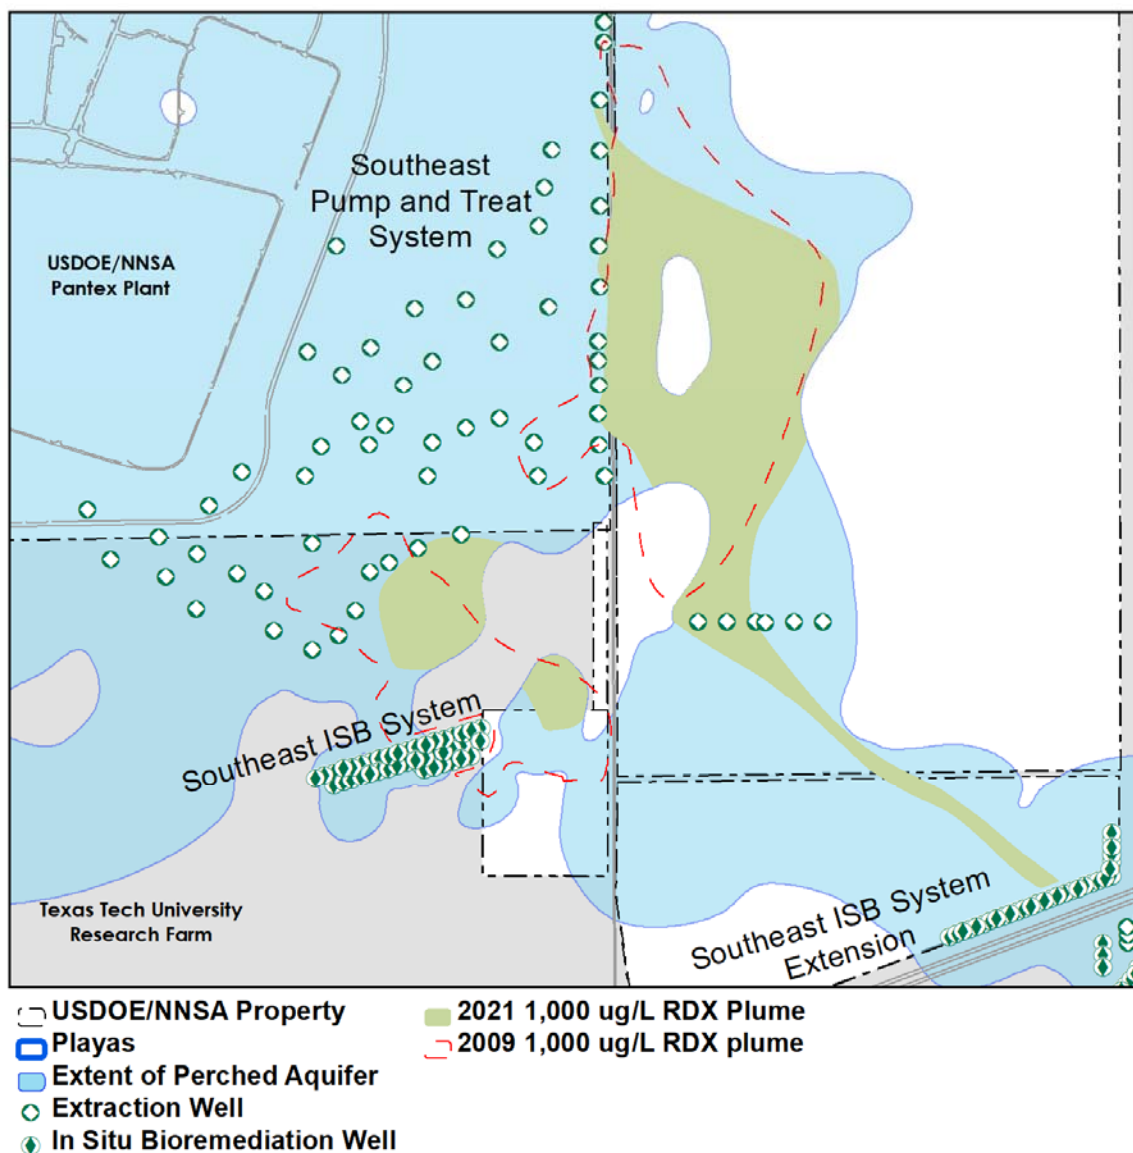 Southeast
Pump and Treat
System
USDOE/NNSA
Pantex Plant
Southeast ISB System
Texas Tech University
Research Farm
Southeast ISB System
Extension
USDOE/NNSA Property
Playas
Extent of Perched Aquifer
Extraction Well
In Situ Bioremediation Well
2021 1,000 ug/L RDX Plume
2009 1,000 ug/L RDX plume